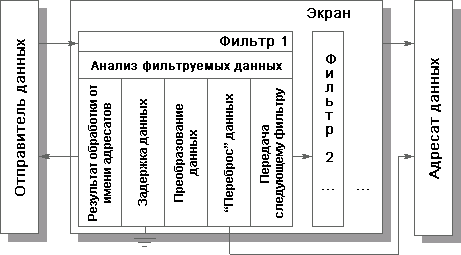 Экран
Отправитель данных
Фильтр 1
Анализ фильтруемых данных
Результат обработки от
имени адресатов
Задержка данных
Преобразование
данных
"Переброс" данных
Передача
следующему фильтру
Фильтр 2
...
...
Адресат данных